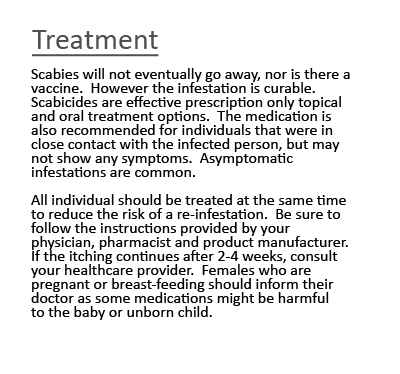 Treatment
Scabies will not eventually go away, nor is there a
vaccine.  However the infestation is curable.
Scabicides are effective prescription only topical
and oral treatment options.  The medication is
also recommended for individuals that were in
close contact with the infected person, but may
not show any symptoms.  Asymptomatic
infestations are common.

All individual should be treated at the same time
to reduce the risk of a re-infestation.  Be sure to
follow the instructions provided by your
physician, pharmacist and product manufacturer.
If the itching continues after 2-4 weeks, consult
your healthcare provider.  Females who are
pregnant or breast-feeding should inform their
doctor as some medications might be harmful
to the baby or unborn child.